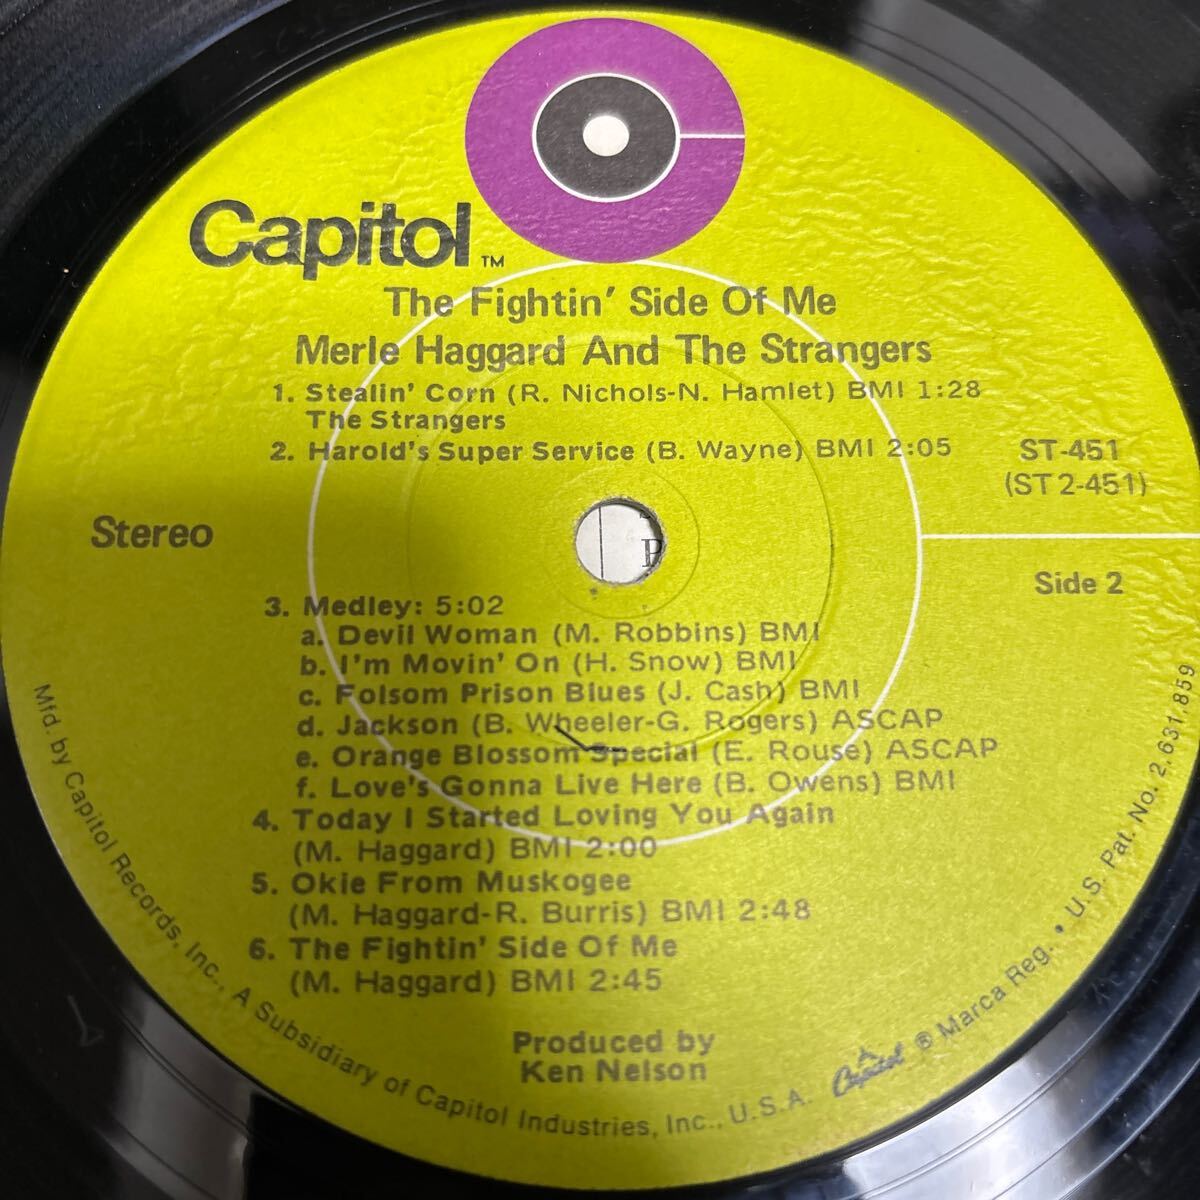 Capitol™
The Fightin' Side Of Me
Merle Haggard And The Strangers
1. Stealin' Corn (R. Nichols-N. Hamlet) BMI 1:28
The Strangers
2. Harold's Super Service (B. Wayne) BMI 2:05
ST-451
(ST2-451)
Stereo
P
Side 2
3. Medley: 5:02
a. Devil Woman (M. Robbins) BMI
b. I'm Movin' On (H. Snow) BMI
c. Folsom Prison Blues (J. Cash) BMI
d. Jackson (B. Wheeler-G. Rogers) ASCAP
e. Orange Blossom Special (E. Rouse) ASCAP
f. Love's Gonna Live Here (B. Owens) BMI
4. Today I Started Loving You Again
(M. Haggard) BMI 2:00
5. Okie From Muskogee
(M. Haggard-R. Burris) BMI 2:48
6. The Fightin' Side Of Me
(M. Haggard) BMI 2:45
Produced by
Ken Nelson
Mfd. by Capitol Records, Inc., A Subsidiary of Capitol Industries, Inc., U.S.A. Capitol ® Marca Reg. • U.S. Pat. No. 2,631,859